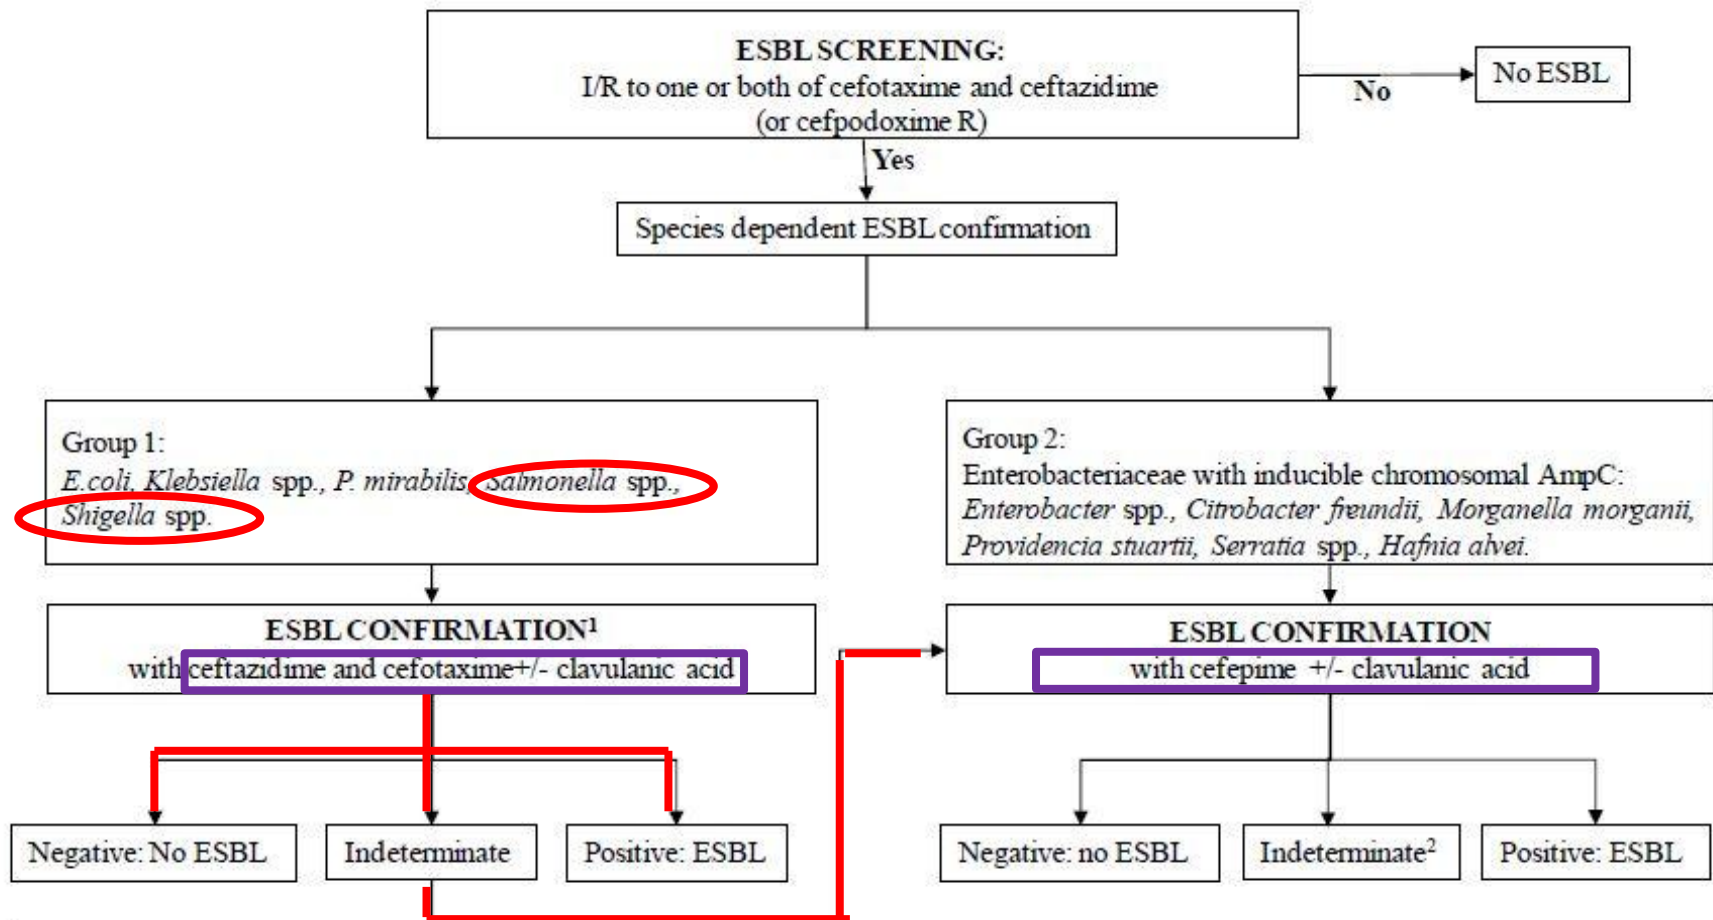 ESBL SCREENING:
I/R to one or both of cefotaxime and ceftazidime
(or cefpodoxime R)
No
No ESBL
Yes
Species dependent ESBL confirmation
Group 1:
E.coli, Klebsiella spp., P. mirabilis, Salmonella spp.,
Shigella spp.
Group 2:
Enterobacteriaceae with inducible chromosomal AmpC:
Enterobacter spp., Citrobacter freundii, Morganella morganii,
Providencia stuartii, Serratia spp., Hafnia alvei.
ESBL CONFIRMATION¹
with ceftazidime and cefotaxime+/- clavulanic acid
ESBL CONFIRMATION
with cefepime +/- clavulanic acid
Negative: No ESBL
Indeterminate
Positive: ESBL
Negative: no ESBL
Indeterminate²
Positive: ESBL